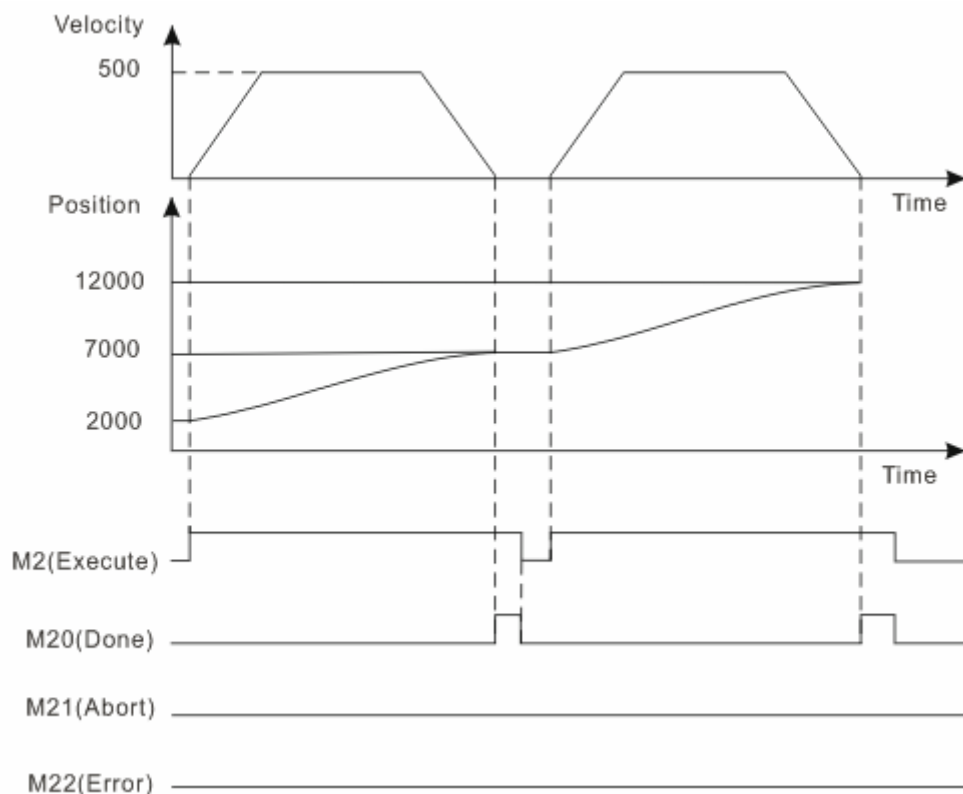 Velocity
500
Time
Position
12000
7000
2000
Time
M2(Execute)
M20(Done)
M21(Abort)
M22(Error)